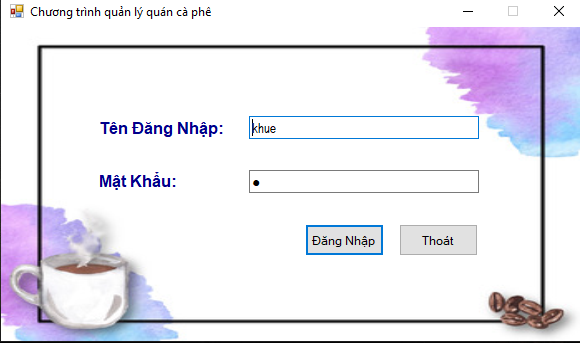 Chương trình quản lý quán cà phê
Tên Đăng Nhập: khue
Mật Khẩu: ●
Đăng Nhập Thoát